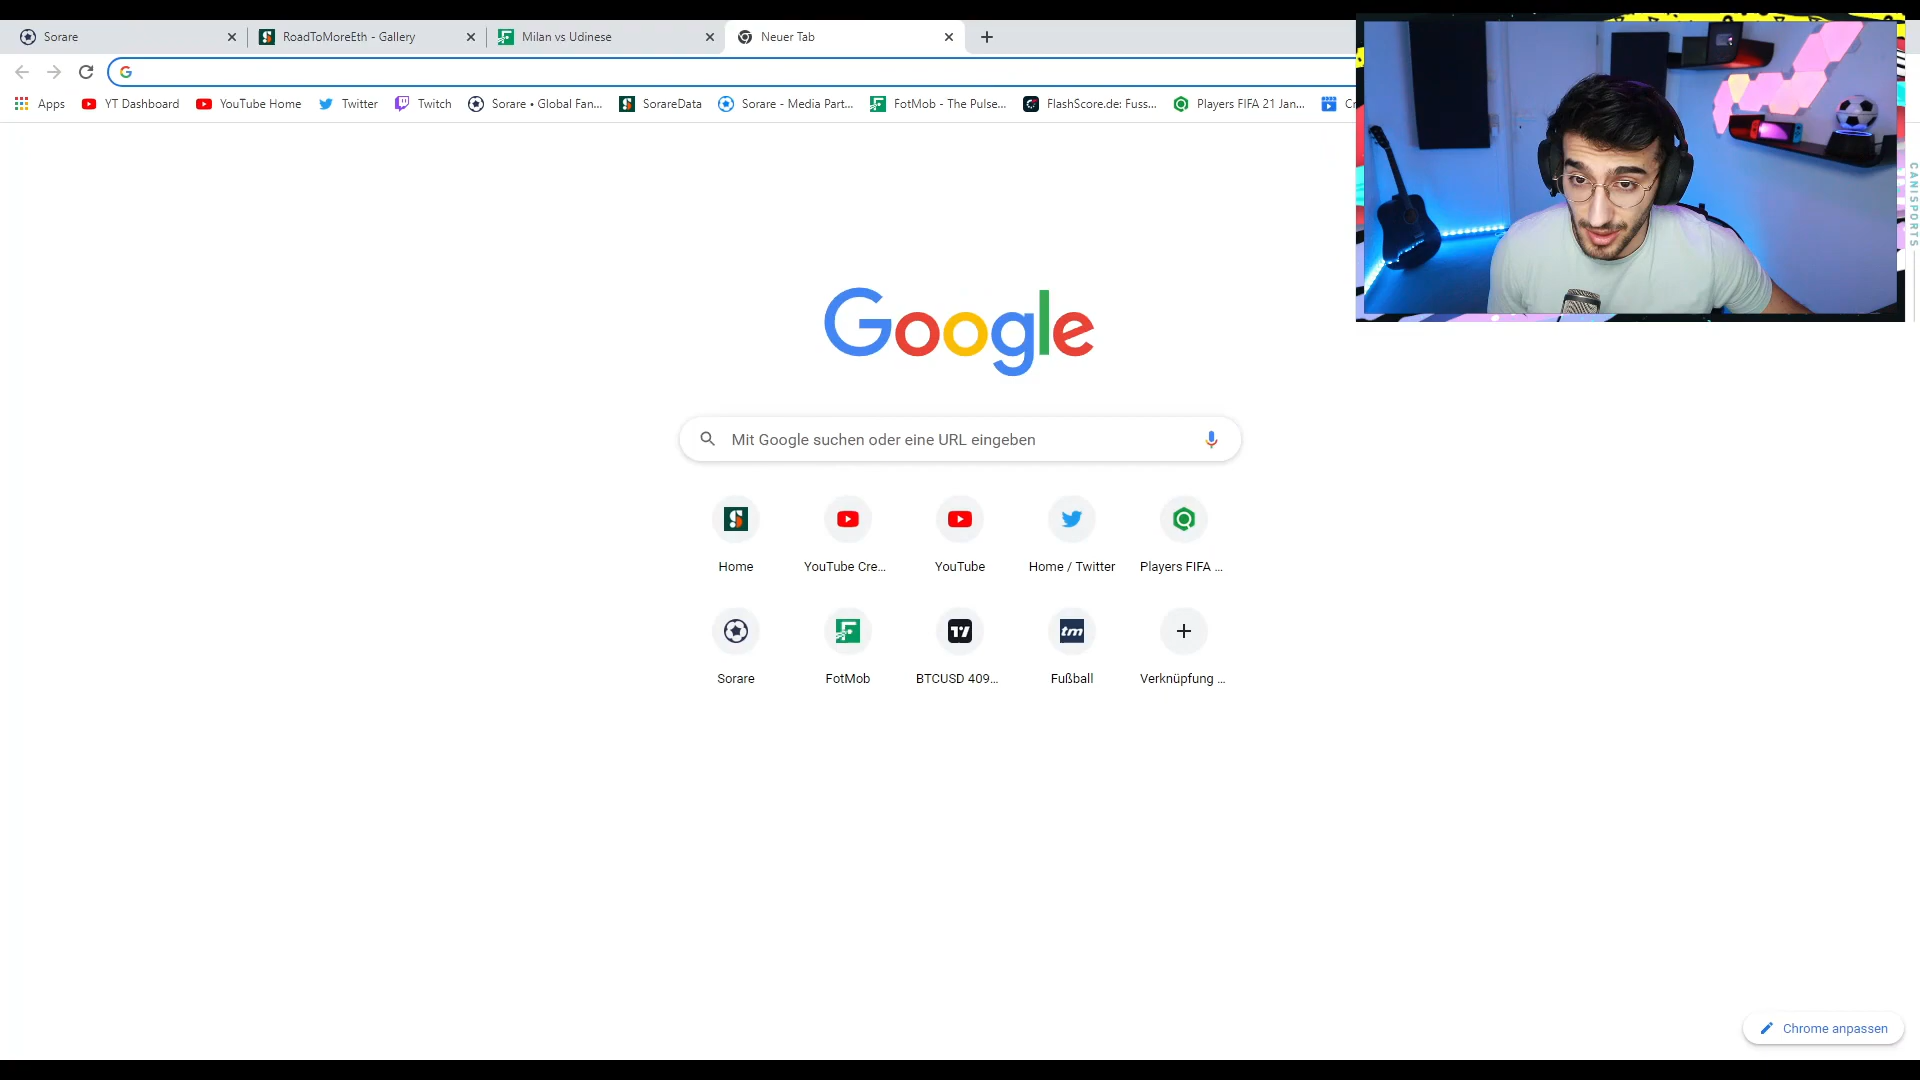 Sorare
RoadToMoreEth - Gallery
Milan vs Udinese
Neuer Tab
Apps
YT Dashboard
YouTube Home
Twitter
Twitch
Sorare • Global Fan...
SorareData
Sorare - Media Part...
FotMob - The Pulse...
FlashScore.de: Fuss...
Players FIFA 21 Jan...
Cr
CANISPORTS
Google
Mit Google suchen oder eine URL eingeben
Home
YouTube Cre...
YouTube
Home / Twitter
Players FIFA ...
tm
Sorare
FotMob
BTCUSD 409...
Fußball
Verknüpfung ...
Chrome anpassen